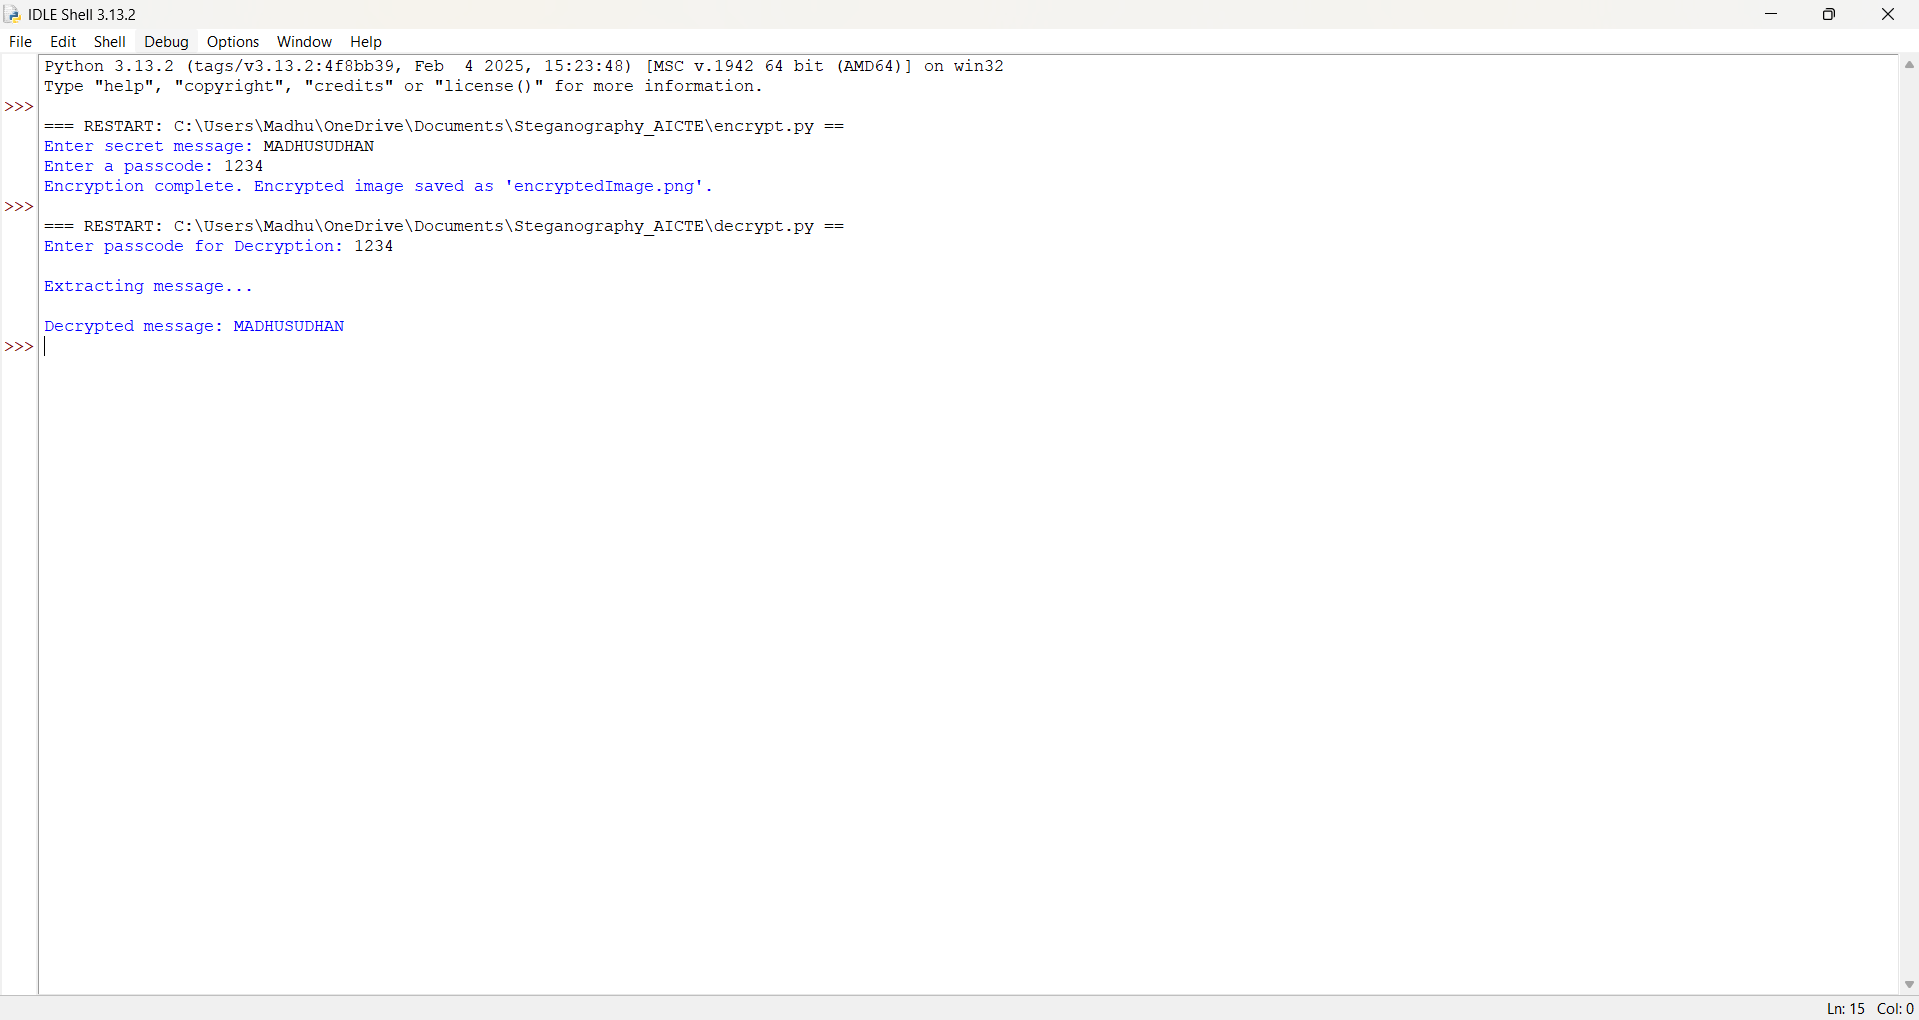 IDLE Shell 3.13.2
File Edit Shell Debug Options Window Help
Python 3.13.2 (tags/v3.13.2:4f8bb39, Feb  4 2025, 15:23:48) [MSC v.1942 64 bit (AMD64)] on win32
Type "help", "copyright", "credits" or "license()" for more information.
>>>
=== RESTART: C:\Users\Madhu\OneDrive\Documents\Steganography_AICTE\encrypt.py ==
Enter secret message: MADHUSUDHAN
Enter a passcode: 1234
Encryption complete. Encrypted image saved as 'encryptedImage.png'.
>>>
=== RESTART: C:\Users\Madhu\OneDrive\Documents\Steganography_AICTE\decrypt.py ==
Enter passcode for Decryption: 1234
Extracting message...
Decrypted message: MADHUSUDHAN
>>>
Ln: 15 Col: 0